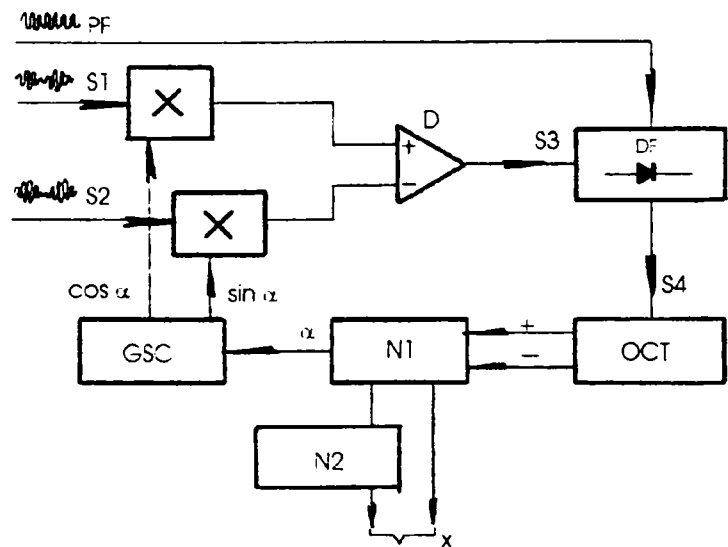 PF
S1
D
+
S3
DF
−
S2
cos α
sin α
S4
GSC
α
N1
+
−
OCT
N2
x